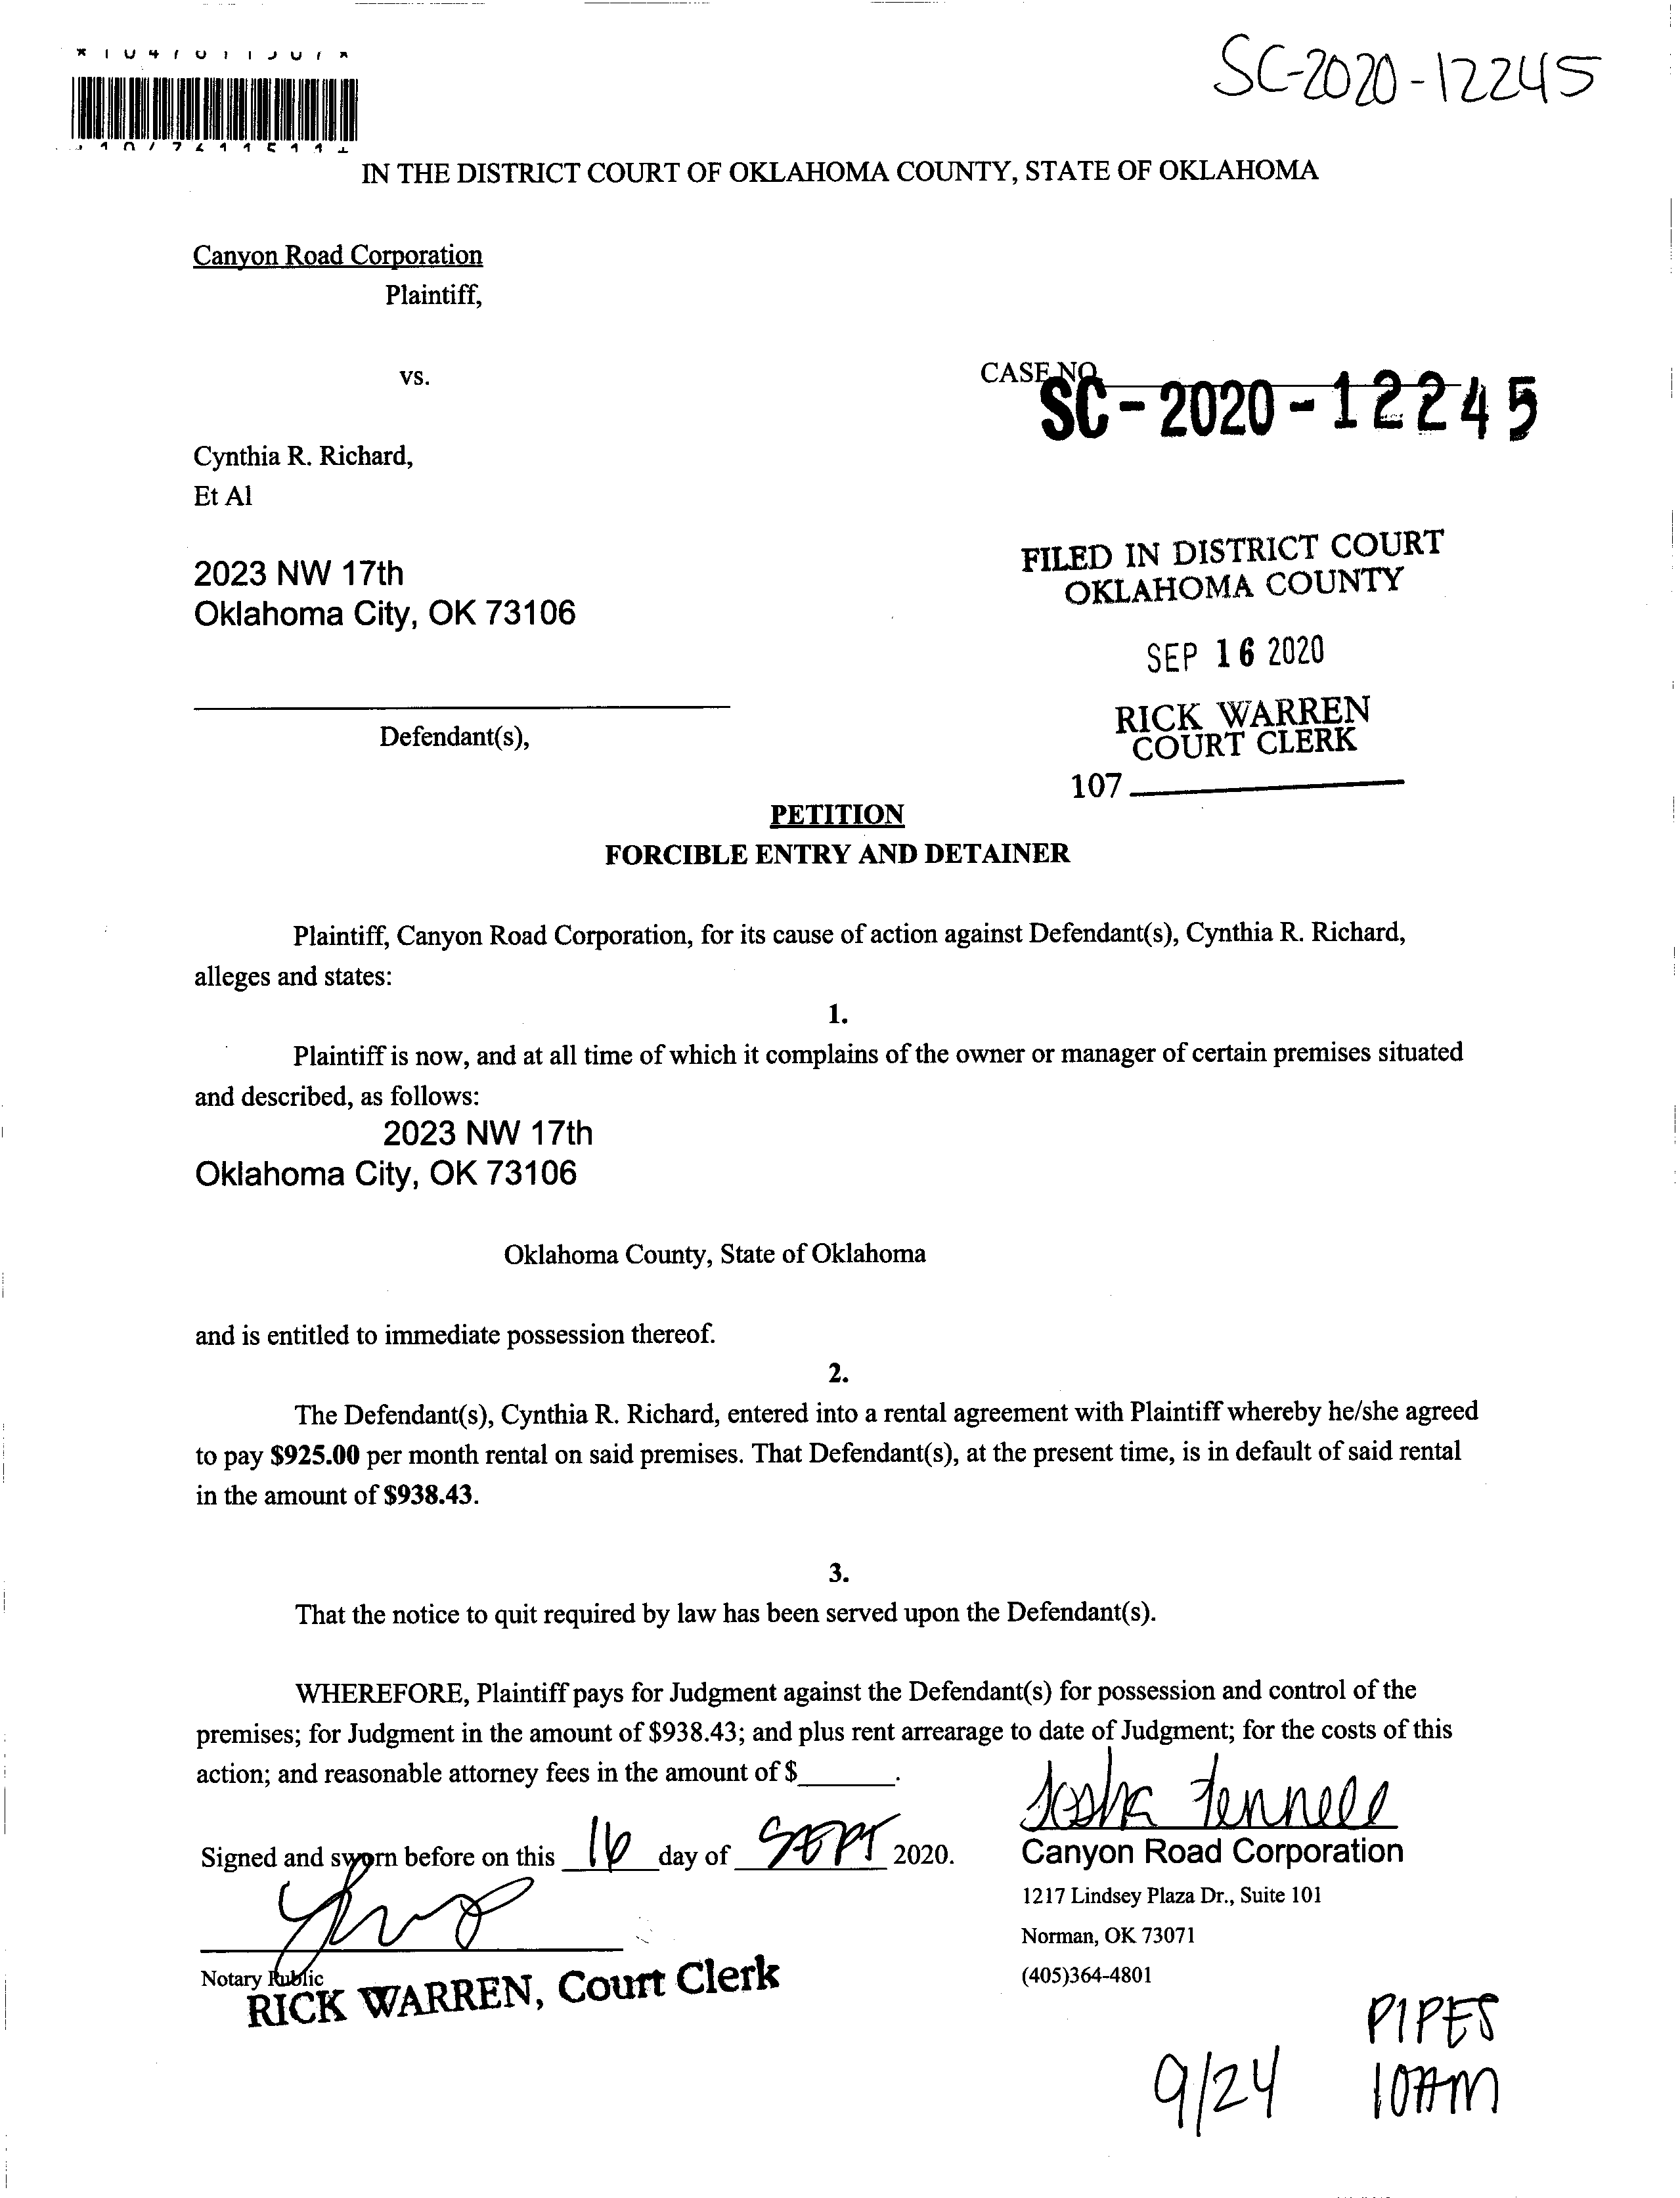 SC-2020-12245
IN THE DISTRICT COURT OF OKLAHOMA COUNTY, STATE OF OKLAHOMA
Canyon Road Corporation
Plaintiff,
vs.
CASE NO.
SC-2020-12245
Cynthia R. Richard,
Et Al
2023 NW 17th
Oklahoma City, OK 73106
FILED IN DISTRICT COURT
OKLAHOMA COUNTY
SEP 16 2020
RICK WARREN
COURT CLERK
107
Defendant(s),
PETITION
FORCIBLE ENTRY AND DETAINER
Plaintiff, Canyon Road Corporation, for its cause of action against Defendant(s), Cynthia R. Richard,
alleges and states:
1.
Plaintiff is now, and at all time of which it complains of the owner or manager of certain premises situated
and described, as follows:
2023 NW 17th
Oklahoma City, OK 73106
Oklahoma County, State of Oklahoma
and is entitled to immediate possession thereof.
2.
The Defendant(s), Cynthia R. Richard, entered into a rental agreement with Plaintiff whereby he/she agreed
to pay $925.00 per month rental on said premises. That Defendant(s), at the present time, is in default of said rental
in the amount of $938.43.
3.
That the notice to quit required by law has been served upon the Defendant(s).
WHEREFORE, Plaintiff pays for Judgment against the Defendant(s) for possession and control of the
premises; for Judgment in the amount of $938.43; and plus rent arrearage to date of Judgment; for the costs of this
action; and reasonable attorney fees in the amount of $_______.
Signed and sworn before on this 16 day of SEPT 2020.
Notary Public
RICK WARREN, Court Clerk
Canyon Road Corporation
1217 Lindsey Plaza Dr., Suite 101
Norman, OK 73071
(405)364-4801
PIPES
9/24 10AM